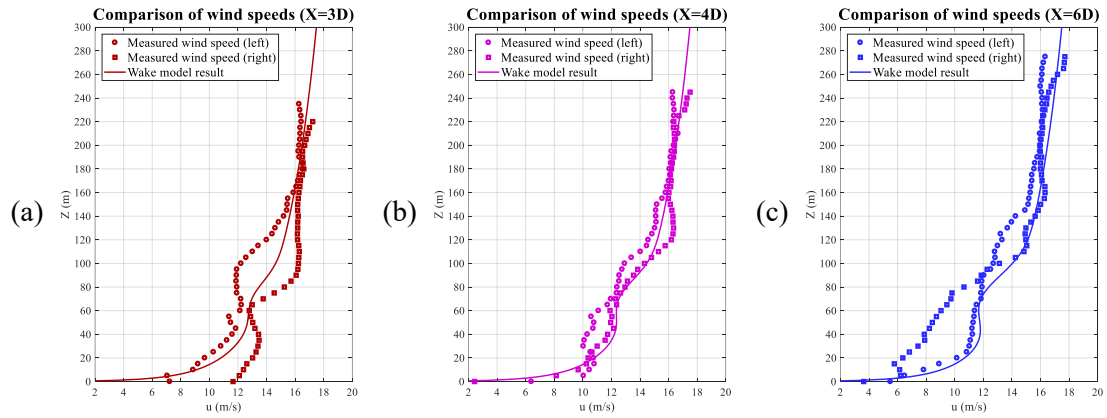 Comparison of wind speeds (X=3D)
300
280
260
240
220
200
180
160
140
120
100
80
60
40
20
0
Z (m)
Measured wind speed (left)
Measured wind speed (right)
Wake model result
2 4 6 8 10 12 14 16 18 20
u (m/s)
(a)
Comparison of wind speeds (X=4D)
300
280
260
240
220
200
180
160
140
120
100
80
60
40
20
0
Z (m)
Measured wind speed (left)
Measured wind speed (right)
Wake model result
2 4 6 8 10 12 14 16 18 20
u (m/s)
(b)
Comparison of wind speeds (X=6D)
300
280
260
240
220
200
180
160
140
120
100
80
60
40
20
0
Z (m)
Measured wind speed (left)
Measured wind speed (right)
Wake model result
2 4 6 8 10 12 14 16 18 20
u (m/s)
(c)